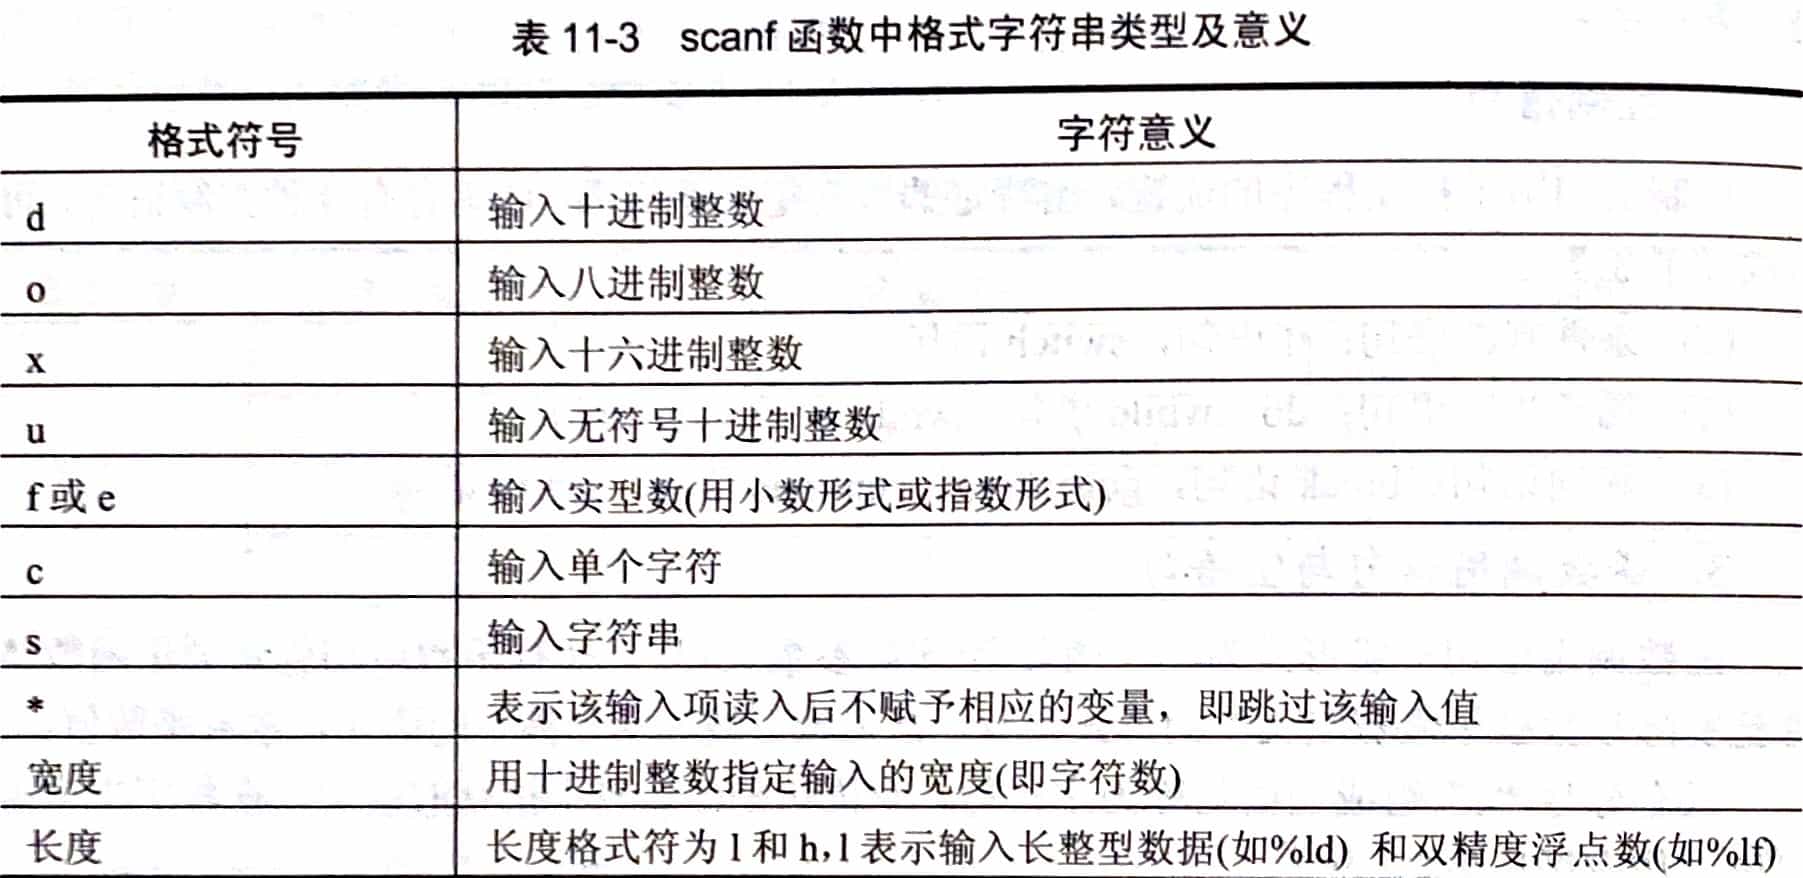 表 11-3 scanf 函数中格式字符串类型及意义
格式符号 字符意义
d 输入十进制整数
o 输入八进制整数
x 输入十六进制整数
u 输入无符号十进制整数
f 或 e 输入实型数(用小数形式或指数形式)
c 输入单个字符
s 输入字符串
* 表示该输入项读入后不赋予相应的变量，即跳过该输入值
宽度 用十进制整数指定输入的宽度(即字符数)
长度 长度格式符为 l 和 h, l 表示输入长整型数据(如%ld) 和双精度浮点数(如%lf)